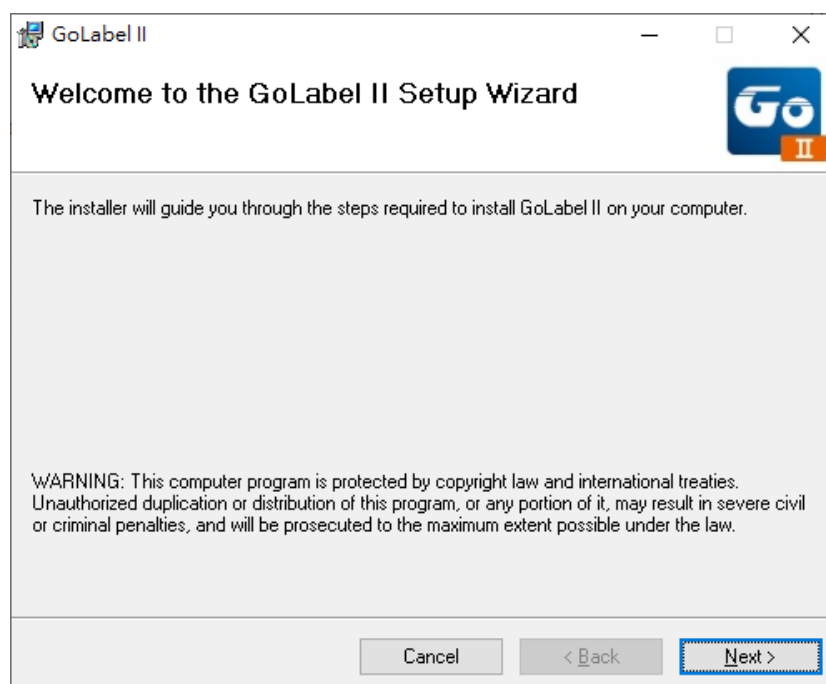 GoLabel II
Welcome to the GoLabel II Setup Wizard
Go
II
The installer will guide you through the steps required to install GoLabel II on your computer.
WARNING: This computer program is protected by copyright law and international treaties.
Unauthorized duplication or distribution of this program, or any portion of it, may result in severe civil
or criminal penalties, and will be prosecuted to the maximum extent possible under the law.
Cancel
< Back
Next >